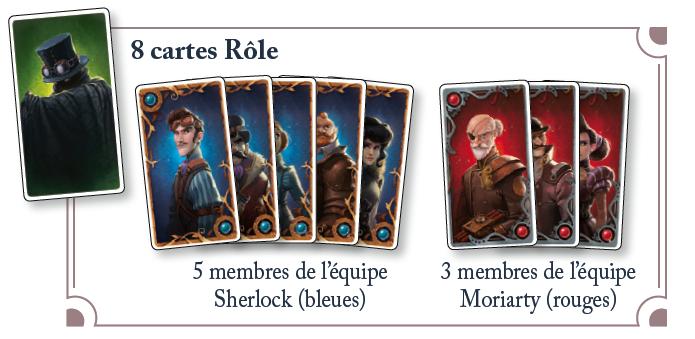 8 cartes Rôle
5 membres de l'équipe
Sherlock (bleues)
3 membres de l'équipe
Moriarty (rouges)